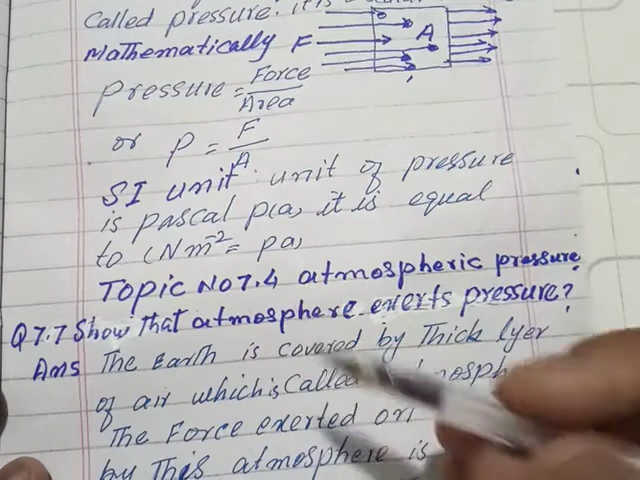 called pressure. it is a
Mathematically F
A
Pressure = Force
Area
or P = F
A
SI unit. unit of pressure
is pascal p(a, it is equal
to (Nm⁻² = pa,
Topic No 7.4 atmospheric pressure
Q 7.7 Show that atmosphere exerts pressure?
Ans The Earth is covered by Thick lyer
of air which is called
The Force exerted on
by This atmosphere is